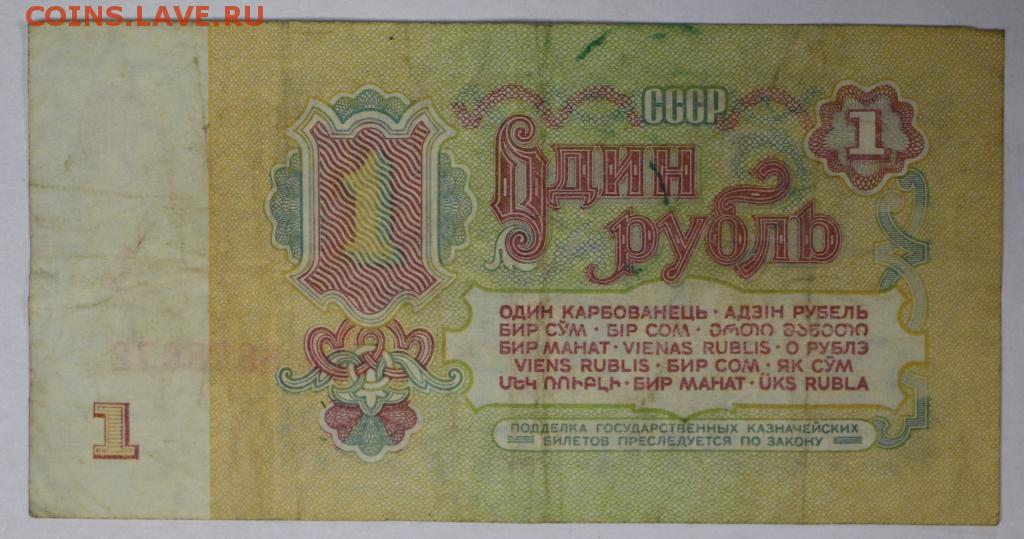 COINS.LAVE.RU
СССР
1
1
Один
рубль
ОДИН КАРБОВАНЕЦЬ · АДЗІН РУБЕЛЬ
БИР СЎМ · БІР СОМ · ᲔᲠᲗᲘ ᲛᲐᲜᲔᲗᲘ
БИР МАНАТ · VIENAS RUBLIS · О РУБЛЭ
VIENS RUBLIS · БИР СОМ · ЯК СӮМ
ՄԵԿ ՌՈՒԲԼԻ · БИР МАНАТ · ÜKS RUBLA
1
ПОДДЕЛКА ГОСУДАРСТВЕННЫХ КАЗНАЧЕЙСКИХ
БИЛЕТОВ ПРЕСЛЕДУЕТСЯ ПО ЗАКОНУ